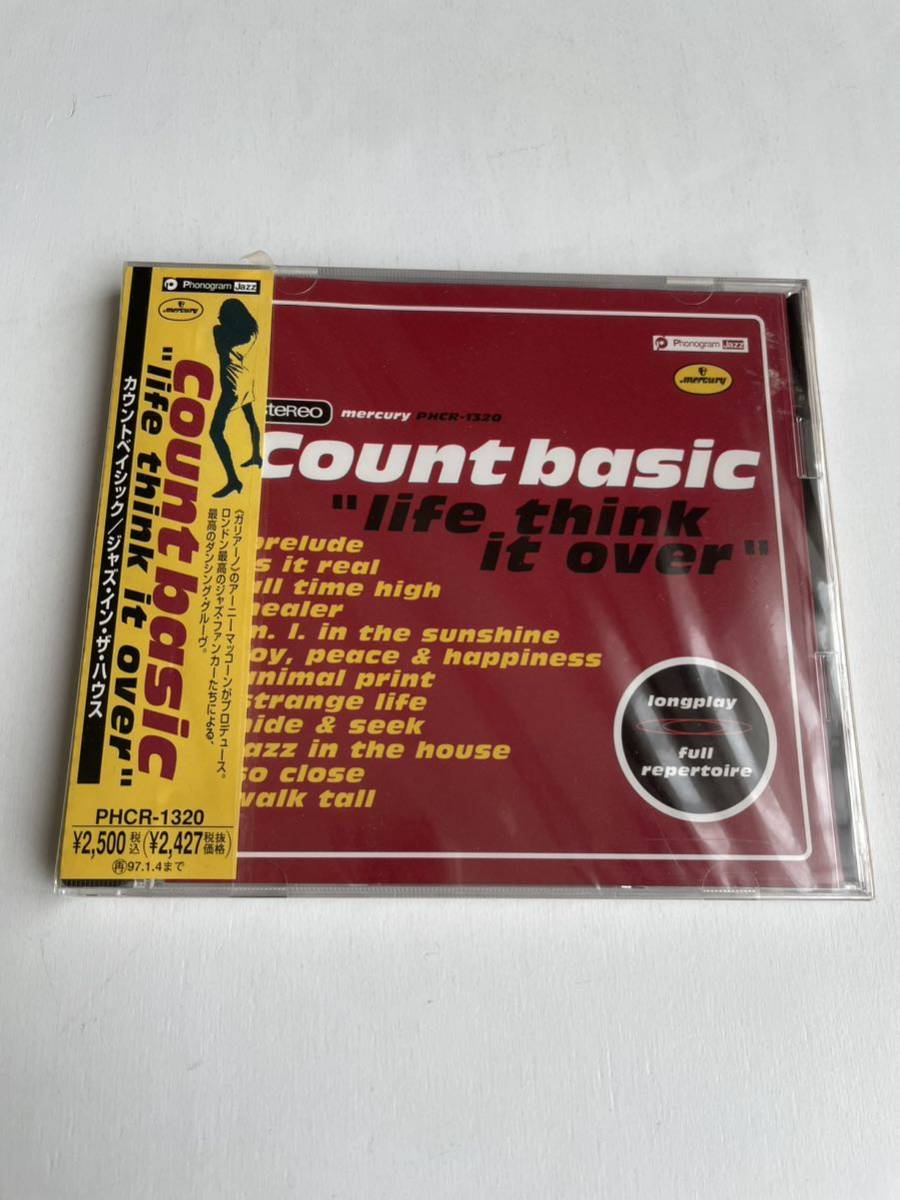 Phonogram Jazz
mercury
count basic
"life think it over"
カウントベイシック／ジャズ・イン・ザ・ハウス
《ガリアーノ》のアーニー・マッコーンがプロデュース。
ロンドン最高のジャズ・ファンカーたちによる、
最高のダンシング・グルーヴ。
PHCR-1320
¥2,500税込(¥2,427税抜価格)
再97.1.4まで
Phonogram Jazz
mercury
stereo mercury PHCR-1320
count basic
"life think
it over"
prelude
is it real
all time high
healer
m. l. in the sunshine
joy, peace & happiness
animal print
strange life
hide & seek
jazz in the house
so close
walk tall
longplay
full
repertoire